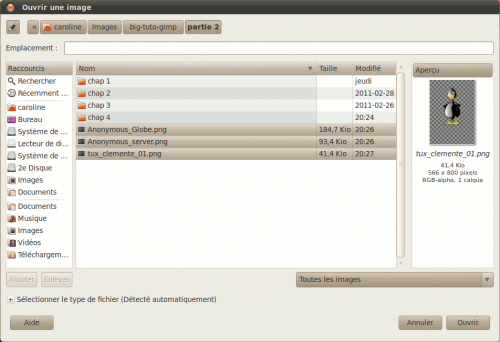 Ouvrir une image
caroline Images big-tuto-gimp partie 2
Emplacement :
Raccourcis
Rechercher
Récemment ...
caroline
Bureau
Système de ...
Lecteur de di...
Système de ...
2e Disque
Images
Documents
Documents
Musique
Images
Vidéos
Téléchargem...
Nom Taille Modifié
chap 1 jeudi
chap 2 2011-02-28
chap 3 2011-02-26
chap 4 20:24
Anonymous_Globe.png 184,7 Kio 20:26
Anonymous_server.png 93,4 Kio 20:26
tux_clemente_01.png 41,4 Kio 20:27
Aperçu
tux_clemente_01.png
41,4 Kio
566 x 800 pixels
RGB-alpha, 1 calque
Ajouter Enlever
Toutes les images
Sélectionner le type de fichier (Détecté automatiquement)
Aide Annuler Ouvrir